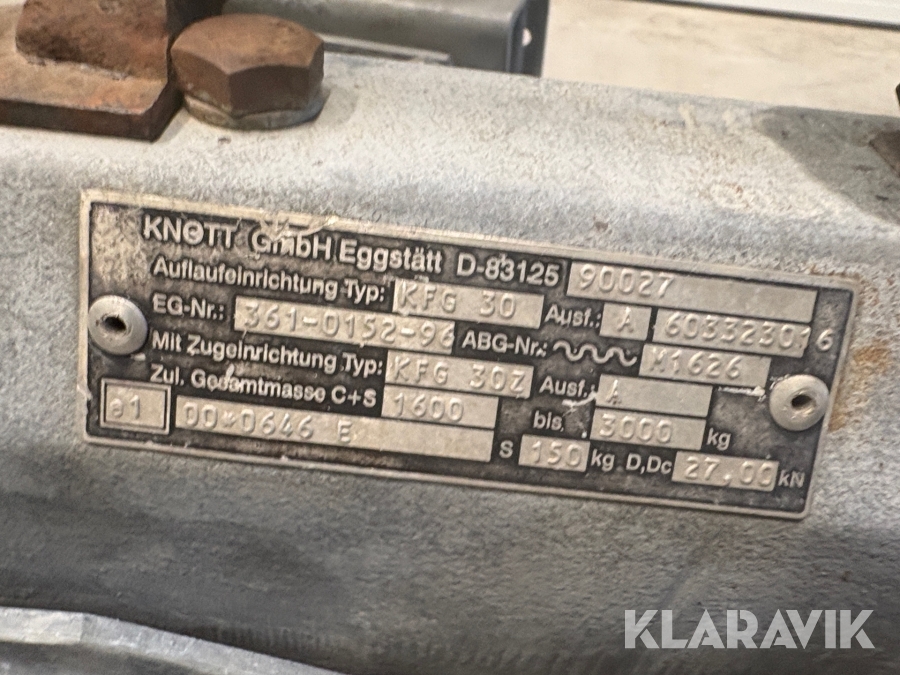 KNOTT GmbH Eggstätt D-83125 90027
Auflaufeinrichtung Typ: KFG 30 Ausf.: A 603323016
EG-Nr.: 361-0152-96 ABG-Nr.: M1626
Mit Zugeinrichtung Typ: KFG 30Z Ausf.: A
Zul. Gesamtmasse C+S 1600 bis 3000 kg
e1 00*0646 E S 150 kg D,Dc 27,00 kN
KLARAVIK